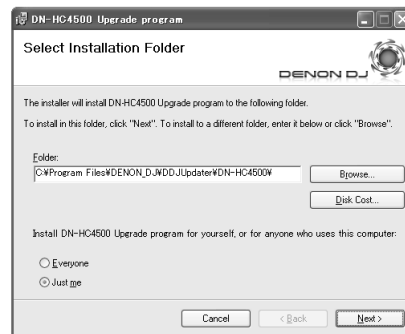 DN-HC4500 Upgrade program
Select Installation Folder
DENON DJ
The installer will install DN-HC4500 Upgrade program to the following folder.
To install in this folder, click "Next". To install to a different folder, enter it below or click "Browse".
Folder:
C:¥Program Files¥DENON_DJ¥DDJUpdater¥DN-HC4500¥
Browse...
Disk Cost...
Install DN-HC4500 Upgrade program for yourself, or for anyone who uses this computer:
Everyone
Just me
Cancel
< Back
Next >